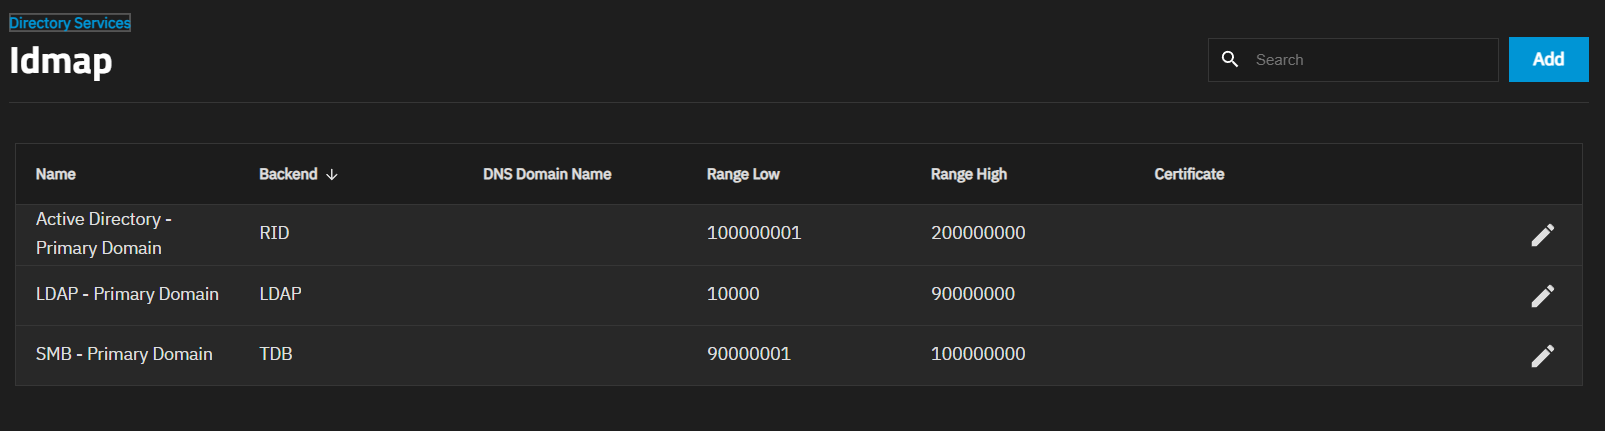 Directory Services
Idmap
Search
Add
Name Backend DNS Domain Name Range Low Range High Certificate
Active Directory -
Primary Domain
RID 100000001 200000000
LDAP - Primary Domain LDAP 10000 90000000
SMB - Primary Domain TDB 90000001 100000000